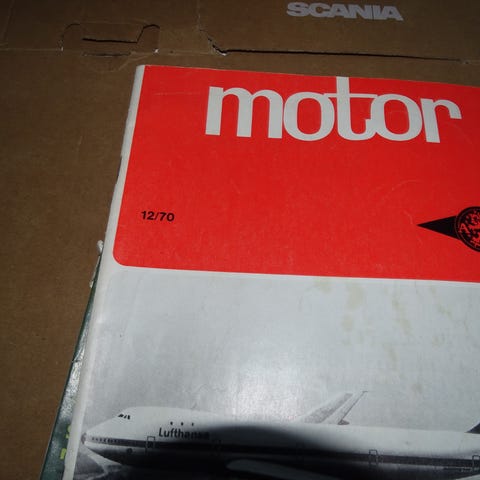 SCANIA
motor
12/70
Lufthansa